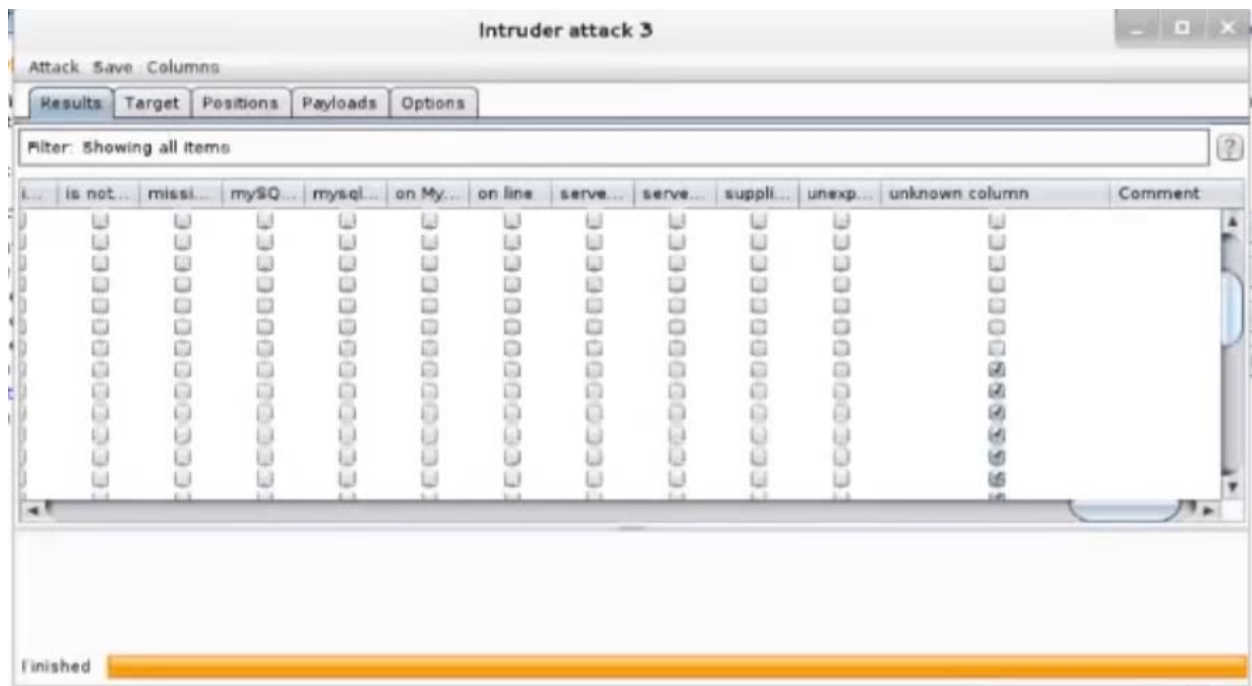 Intruder attack 3
Attack Save Columns
Results Target Positions Payloads Options
Filter: Showing all items
?
i... is not... missi... mySQ... mysql... on My... on line serve... serve... suppli... unexp... unknown column Comment
Finished